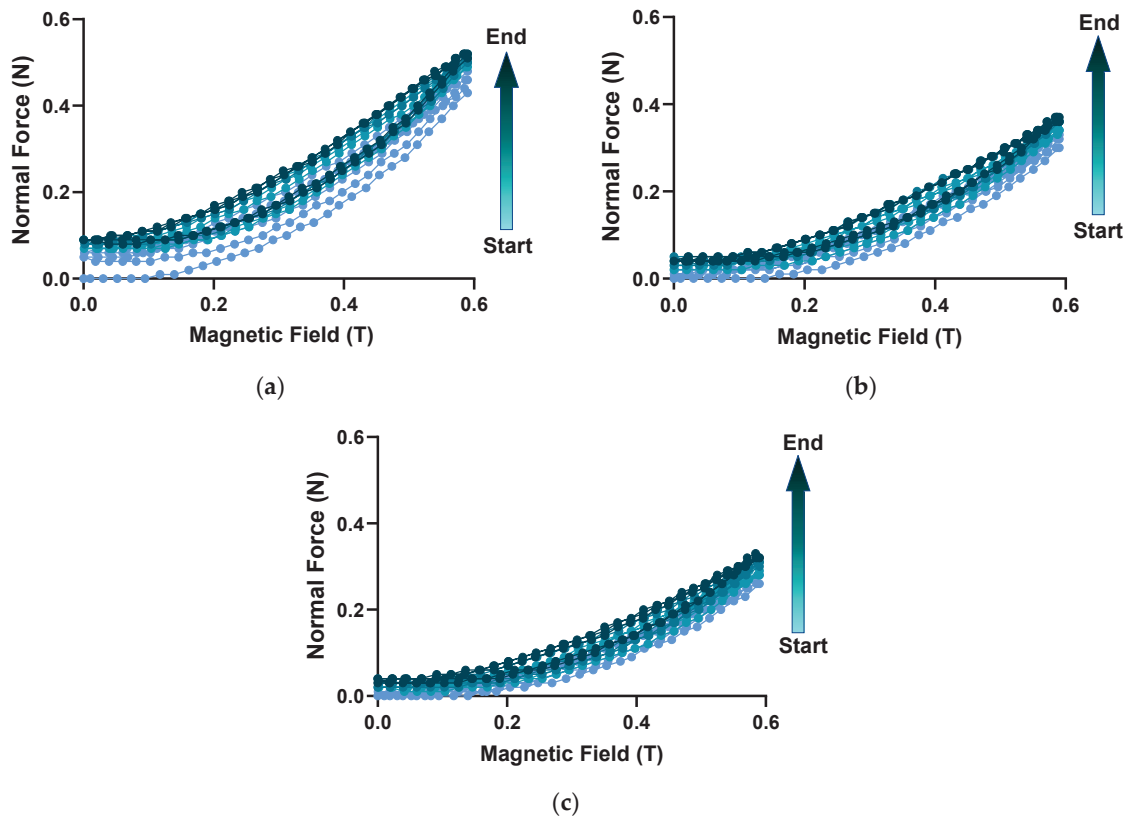 0.6
0.4
0.2
0.0
Normal Force (N)
0.0 0.2 0.4 0.6
Magnetic Field (T)
End
Start
(a)
0.6
0.4
0.2
0.0
Normal Force (N)
0.0 0.2 0.4 0.6
Magnetic Field (T)
End
Start
(b)
0.6
0.4
0.2
0.0
Normal Force (N)
0.0 0.2 0.4 0.6
Magnetic Field (T)
End
Start
(c)